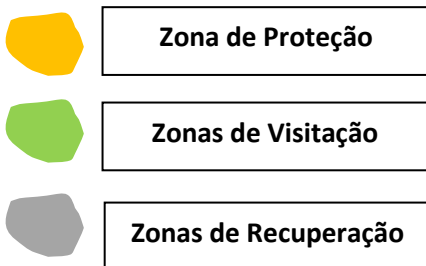 Zona de Proteção
Zonas de Visitação
Zonas de Recuperação